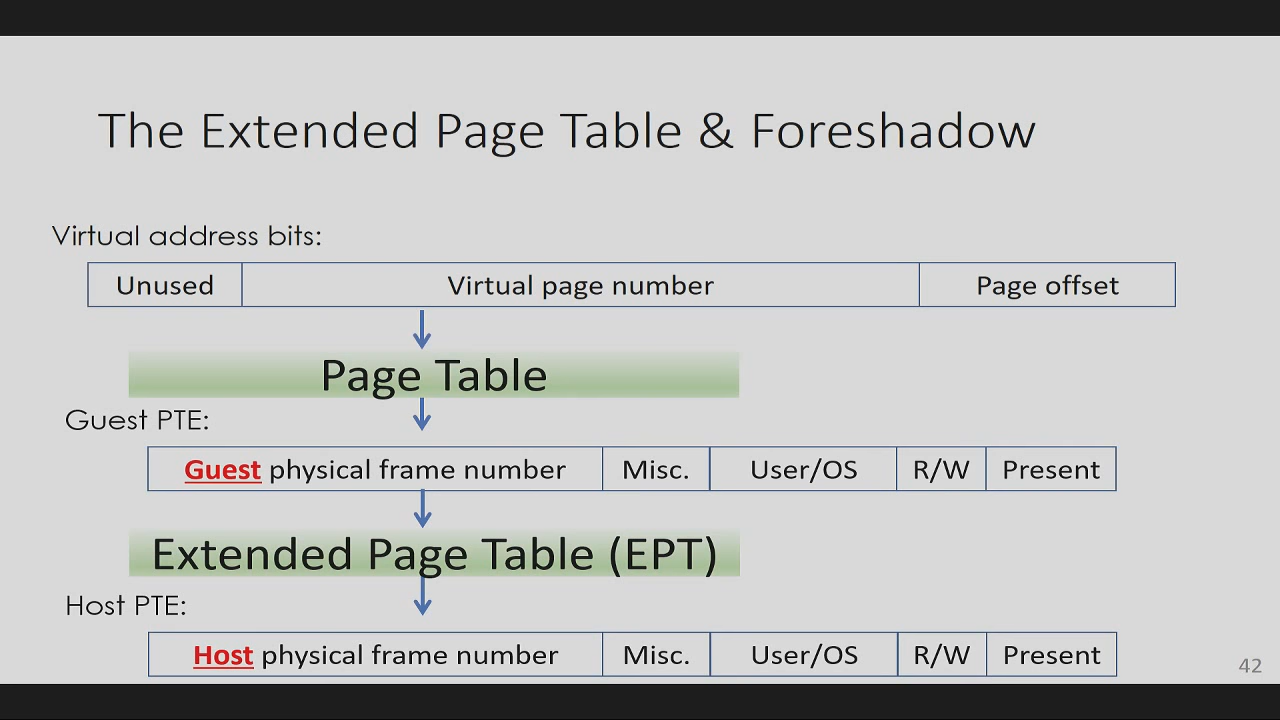 The Extended Page Table & Foreshadow
Virtual address bits:
Unused Virtual page number Page offset
Page Table
Guest PTE:
Guest physical frame number Misc. User/OS R/W Present
Extended Page Table (EPT)
Host PTE:
Host physical frame number Misc. User/OS R/W Present
42